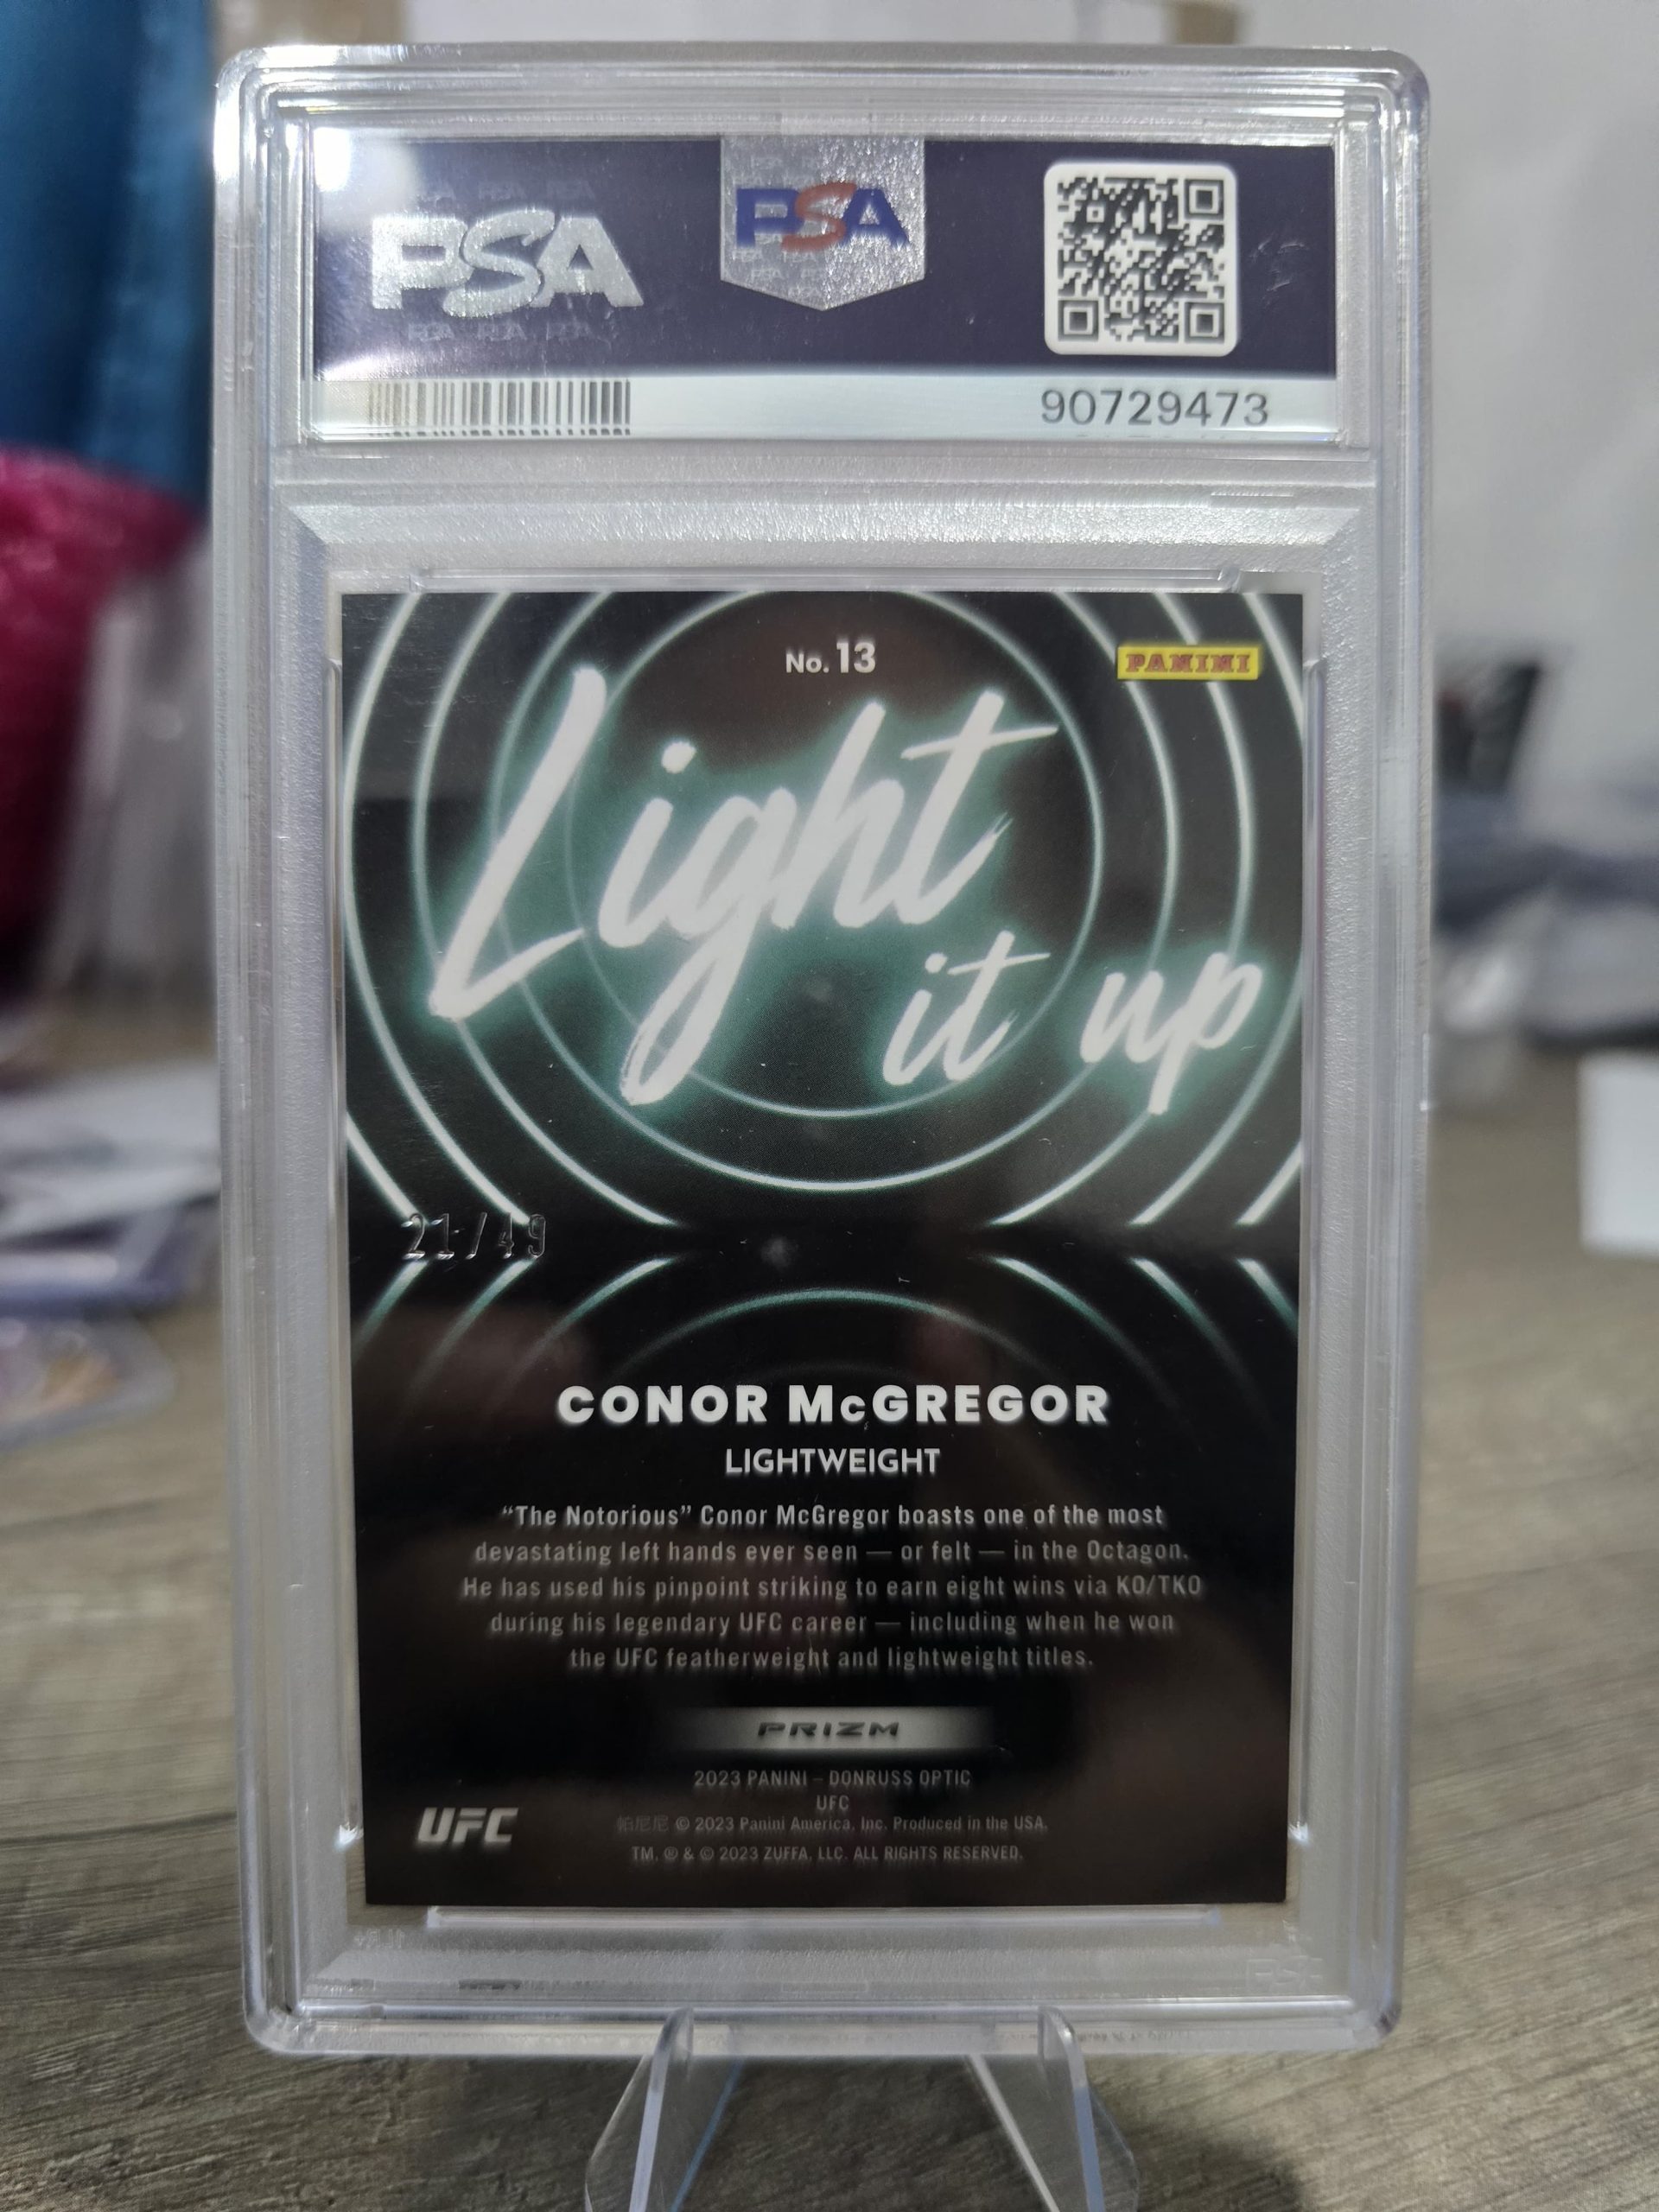 PSA
PSA
90729473
No. 13
PANINI
Light
it up
21/49
CONOR McGREGOR
LIGHTWEIGHT
“The Notorious” Conor McGregor boasts one of the most
devastating left hands ever seen — or felt — in the Octagon.
He has used his pinpoint striking to earn eight wins via KO/TKO
during his legendary UFC career — including when he won
the UFC featherweight and lightweight titles.
PRIZM
2023 PANINI – DONRUSS OPTIC
UFC
UFC
帕尼尼 © 2023 Panini America, Inc. Produced in the USA.
TM, ® & © 2023 ZUFFA, LLC. ALL RIGHTS RESERVED.